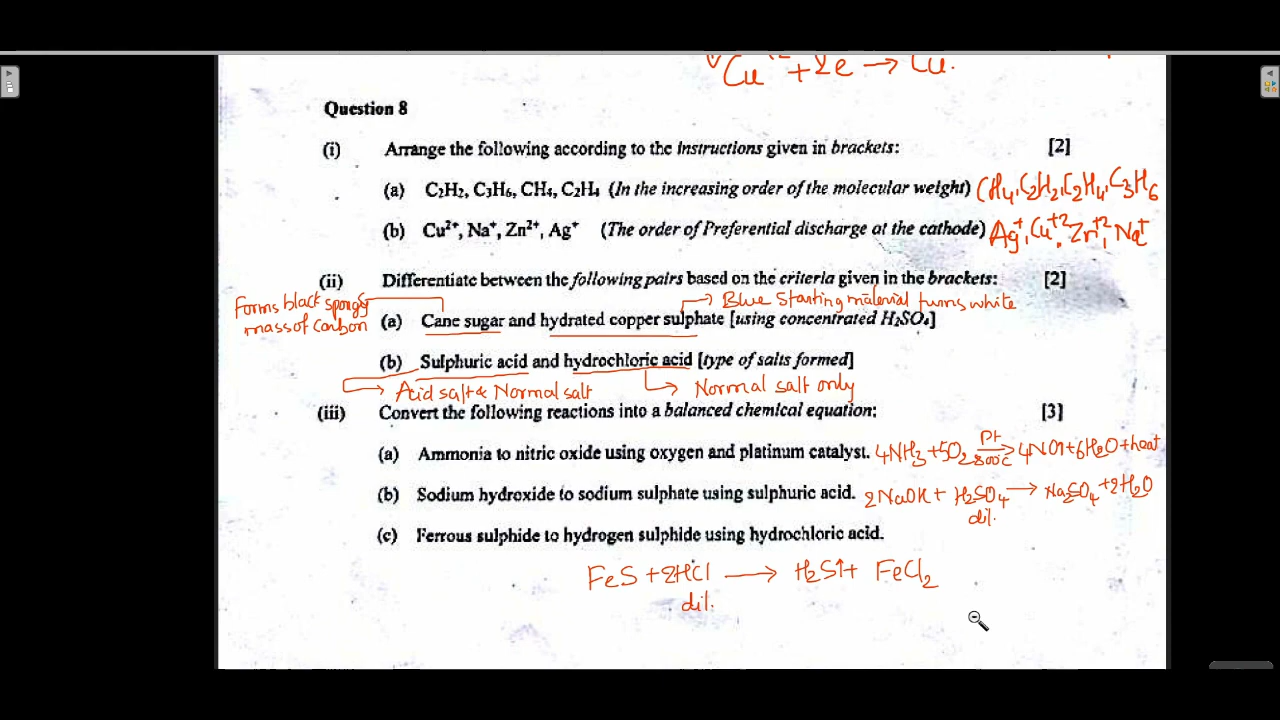 Cu⁺² + 2e → Cu.
Question 8
(i) Arrange the following according to the instructions given in brackets: [2]
(a) C₂H₂, C₃H₆, CH₄, C₂H₄ (In the increasing order of the molecular weight) CH₄, C₂H₂, C₂H₄, C₃H₆
(b) Cu²⁺, Na⁺, Zn²⁺, Ag⁺ (The order of Preferential discharge at the cathode) Ag⁺, Cu⁺², Zn⁺², Na⁺
(ii) Differentiate between the following pairs based on the criteria given in the brackets: [2]
Forms black spongy
mass of carbon
Blue starting material turns white
(a) Cane sugar and hydrated copper sulphate [using concentrated H₂SO₄]
(b) Sulphuric acid and hydrochloric acid [type of salts formed]
→ Acid salt & Normal salt → Normal salt only
(iii) Convert the following reactions into a balanced chemical equation: [3]
(a) Ammonia to nitric oxide using oxygen and platinum catalyst. 4NH₃ + 5O₂ Pt → 800°C 4NO↑ + 6H₂O + heat
(b) Sodium hydroxide to sodium sulphate using sulphuric acid. 2NaOH + H₂SO₄ → Na₂SO₄ + 2H₂O
dil.
(c) Ferrous sulphide to hydrogen sulphide using hydrochloric acid.
FeS + 2HCl → H₂S↑ + FeCl₂
dil.